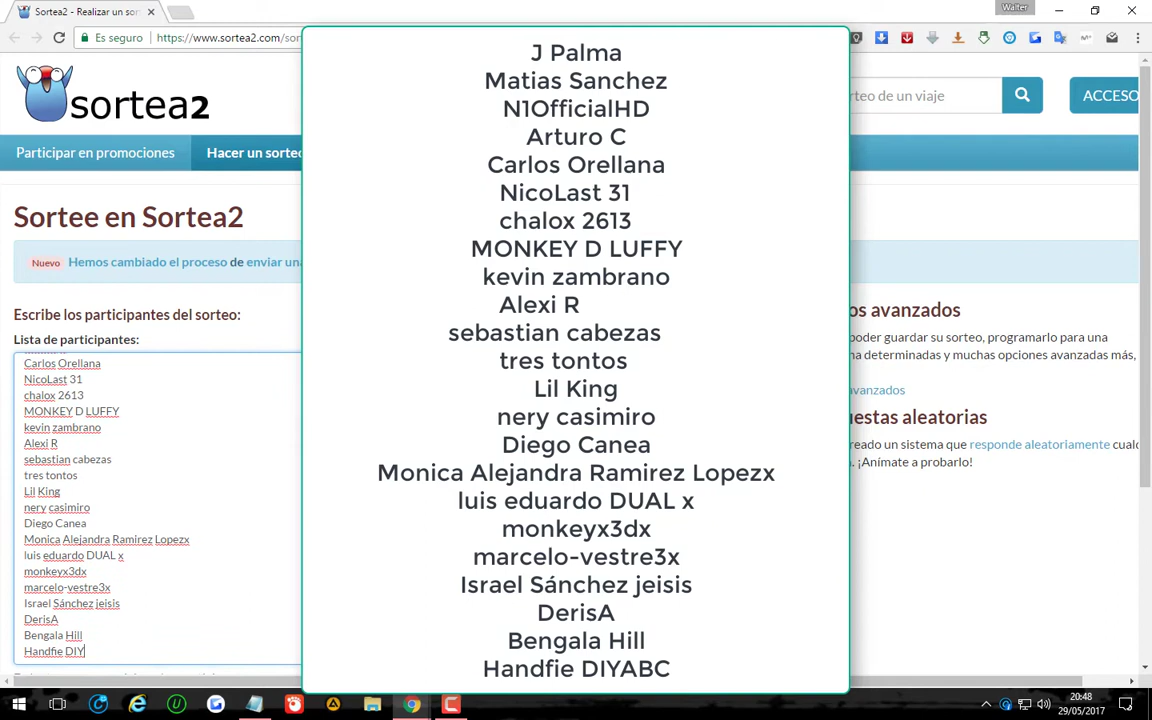 Sortea2 - Realizar un sor
Walter
Es seguro
https://www.sortea2.com/sor
sortea2
orteo de un viaje
ACCESO
Participar en promociones
Hacer un sorteo
Sortee en Sortea2
Nuevo Hemos cambiado el proceso de enviar una
Escribe los participantes del sorteo:
Lista de participantes:
Carlos Orellana
NicoLast 31
chalox 2613
MONKEY D LUFFY
kevin zambrano
Alexi R
sebastian cabezas
tres tontos
Lil King
nery casimiro
Diego Canea
Monica Alejandra Ramirez Lopezx
luis eduardo DUAL x
monkeyx3dx
marcelo-vestre3x
Israel Sánchez jeisis
DerisA
Bengala Hill
Handfie DIY
J Palma
Matias Sanchez
N1OfficialHD
Arturo C
Carlos Orellana
NicoLast 31
chalox 2613
MONKEY D LUFFY
kevin zambrano
Alexi R
sebastian cabezas
tres tontos
Lil King
nery casimiro
Diego Canea
Monica Alejandra Ramirez Lopezx
luis eduardo DUAL x
monkeyx3dx
marcelo-vestre3x
Israel Sánchez jeisis
DerisA
Bengala Hill
Handfie DIYABC
os avanzados
poder guardar su sorteo, programarlo para una
na determinadas y muchas opciones avanzadas más,
avanzados
uestas aleatorias
reado un sistema que responde aleatoriamente cualq
. ¡Anímate a probarlo!
20:48
29/05/2017